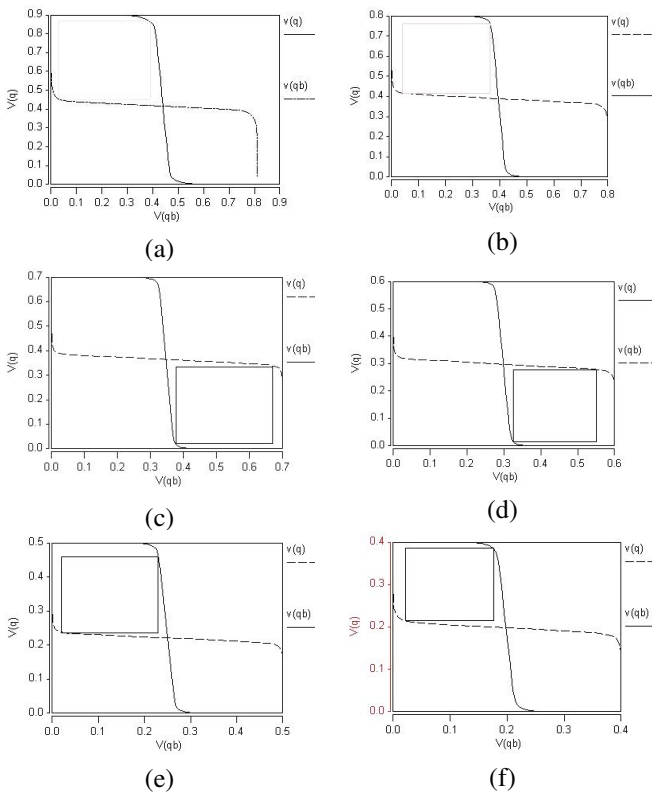 0.9
0.8
0.7
0.6
0.5
0.4
0.3
0.2
0.1
0.0
V(q)
0.0 0.1 0.2 0.3 0.4 0.5 0.6 0.7 0.8 0.9
V(qb)
v(q)
v(qb)
(a)
0.8
0.7
0.6
0.5
0.4
0.3
0.2
0.1
0.0
V(q)
0.0 0.1 0.2 0.3 0.4 0.5 0.6 0.7 0.8
V(qb)
v(q)
v(qb)
(b)
0.7
0.6
0.5
0.4
0.3
0.2
0.1
0.0
V(q)
0.0 0.1 0.2 0.3 0.4 0.5 0.6 0.7
V(qb)
v(q)
v(qb)
(c)
0.6
0.5
0.4
0.3
0.2
0.1
0.0
V(q)
0.0 0.1 0.2 0.3 0.4 0.5 0.6
V(qb)
v(q)
v(qb)
(d)
0.5
0.4
0.3
0.2
0.1
0.0
V(q)
0.0 0.1 0.2 0.3 0.4 0.5
V(qb)
v(q)
v(qb)
(e)
0.4
0.3
0.2
0.1
0.0
V(q)
0.0 0.1 0.2 0.3 0.4
V(qb)
v(q)
v(qb)
(f)